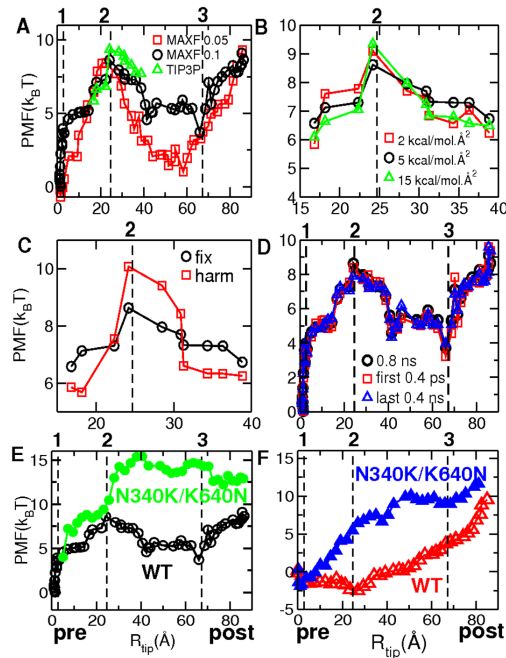 A 1 2 3
B 2
PMF(kBT)
10
5
0
MAXF 0.05
MAXF 0.1
TIP3P
0 20 40 60 80
10
9
8
7
6
5
4
2 kcal/mol.Å²
5 kcal/mol.Å²
15 kcal/mol.Å²
15 20 25 30 35 40
C 2
D 1 2 3
PMF(kBT)
10
8
6
fix
harm
20 30 40
10
8
6
4
2
0
0.8 ns
first 0.4 ps
last 0.4 ns
0 20 40 60 80
E 1 2 3
F 1 2 3
PMF(kBT)
15
10
5
0
N340K/K640N
WT
0 20 40 60 80
pre post
Rtip(Å)
15
10
5
0
-5
N340K/K640N
WT
0 20 40 60 80
pre post
Rtip(Å)